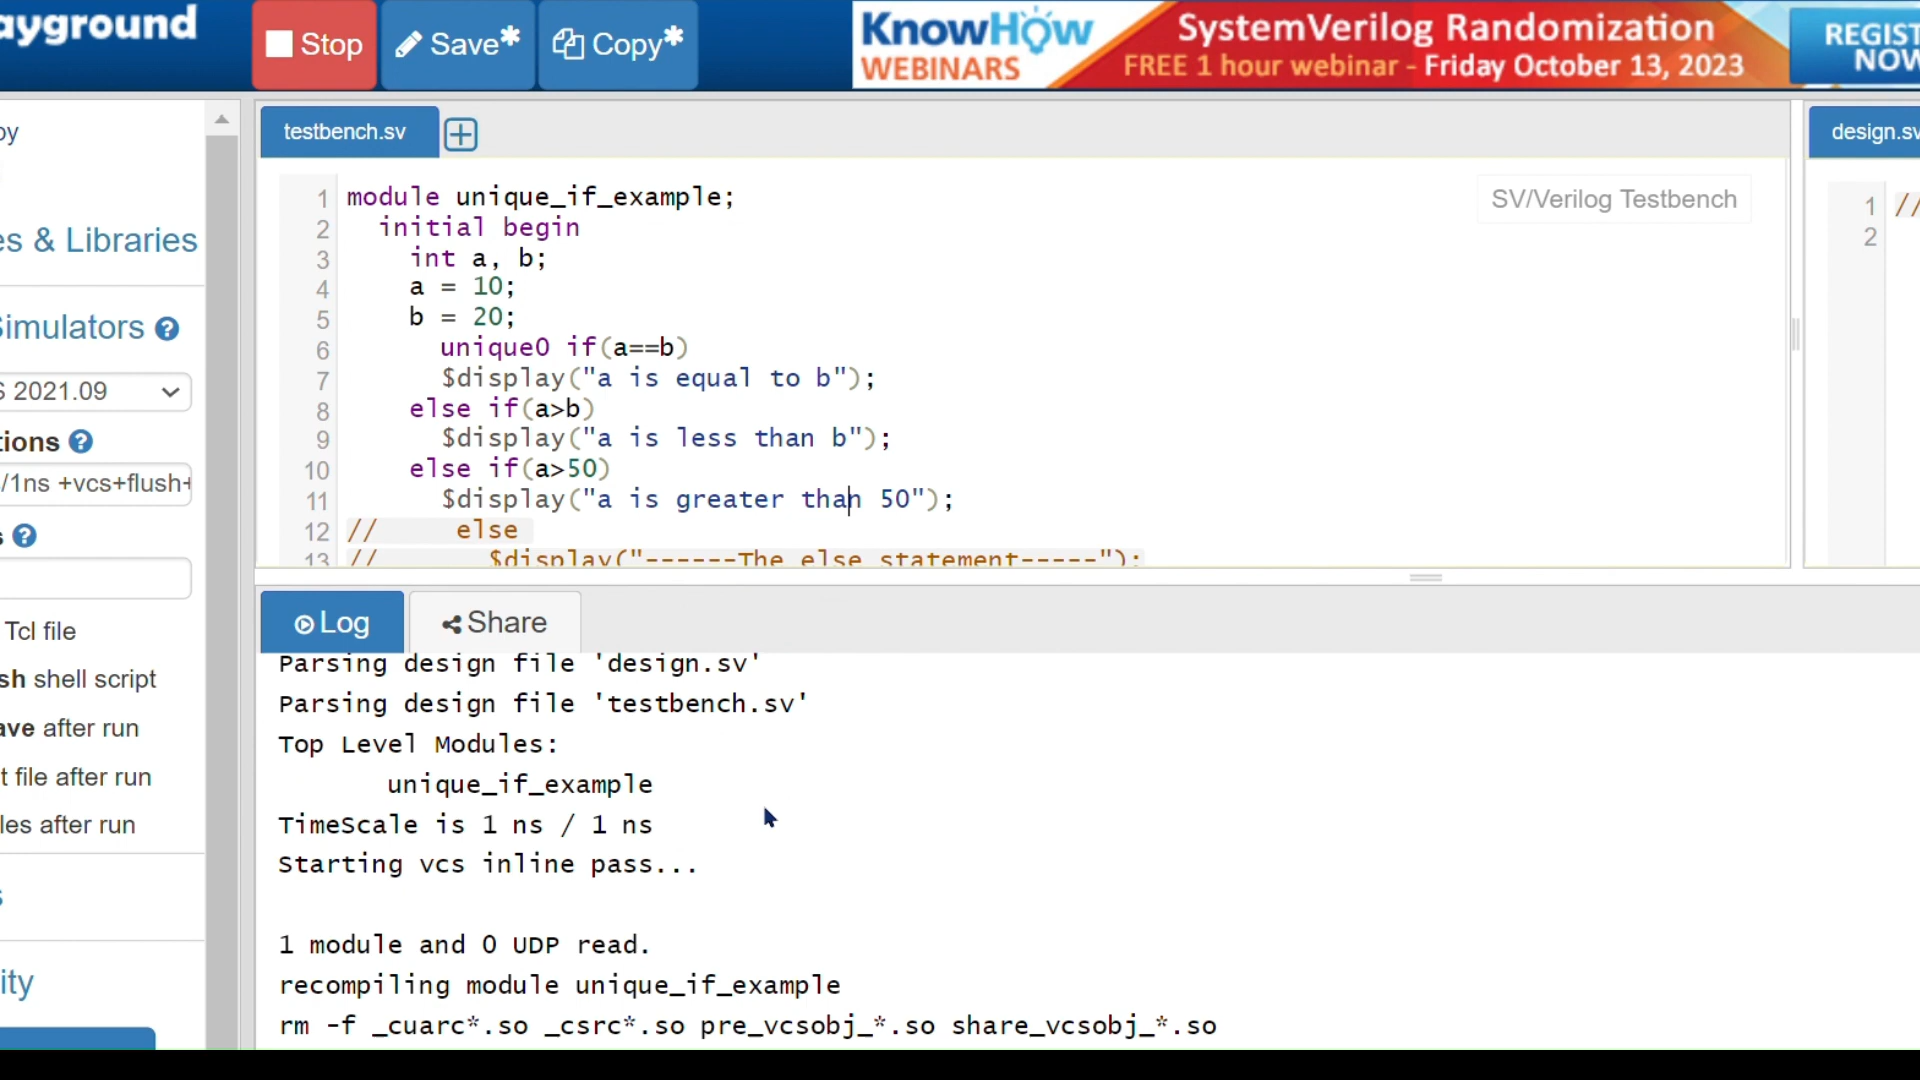 ayground
Stop
Save*
Copy*
KnowHow
WEBINARS
SystemVerilog Randomization
FREE 1 hour webinar - Friday October 13, 2023
REGIST
NOW
py
es & Libraries
Simulators
S 2021.09
tions
/1ns +vcs+flush+
s
Tcl file
sh shell script
ave after run
t file after run
les after run
s
ity
testbench.sv
SV/Verilog Testbench
1 module unique_if_example;
2 initial begin
3 int a, b;
4 a = 10;
5 b = 20;
6 unique0 if(a==b)
7 $display("a is equal to b");
8 else if(a>b)
9 $display("a is less than b");
10 else if(a>50)
11 $display("a is greater than 50");
12 // else
13 // $display("------The else statement-----");
design.sv
1 //
2
Log
Share
Parsing design file 'design.sv'
Parsing design file 'testbench.sv'
Top Level Modules:
unique_if_example
TimeScale is 1 ns / 1 ns
Starting vcs inline pass...
1 module and 0 UDP read.
recompiling module unique_if_example
rm -f _cuarc*.so _csrc*.so pre_vcsobj_*.so share_vcsobj_*.so